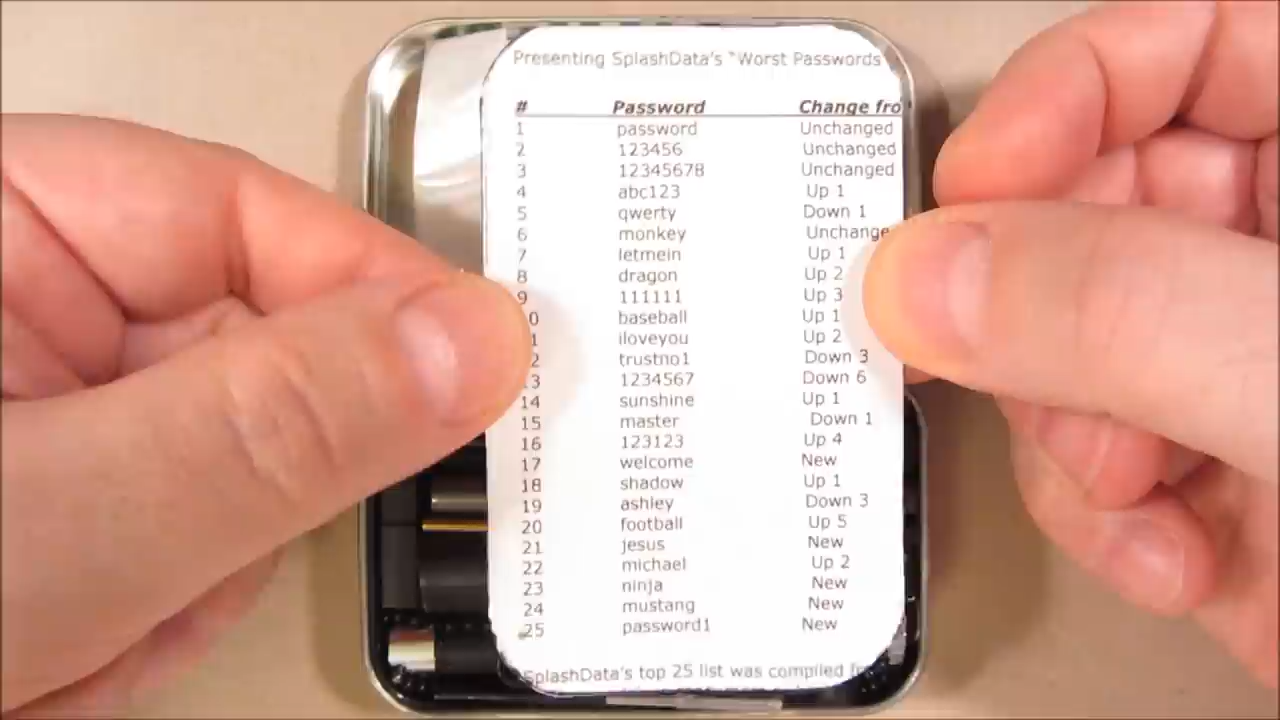 Presenting SplashData's "Worst Passwords
# Password Change fro
1 password Unchanged
2 123456 Unchanged
3 12345678 Unchanged
4 abc123 Up 1
5 qwerty Down 1
6 monkey Unchange
7 letmein Up 1
8 dragon Up 2
9 111111 Up 3
0 baseball Up 1
1 iloveyou Up 2
2 trustno1 Down 3
13 1234567 Down 6
14 sunshine Up 1
15 master Down 1
16 123123 Up 4
17 welcome New
18 shadow Up 1
19 ashley Down 3
20 football Up 5
21 jesus New
22 michael Up 2
23 ninja New
24 mustang New
25 password1 New
SplashData's top 25 list was compiled